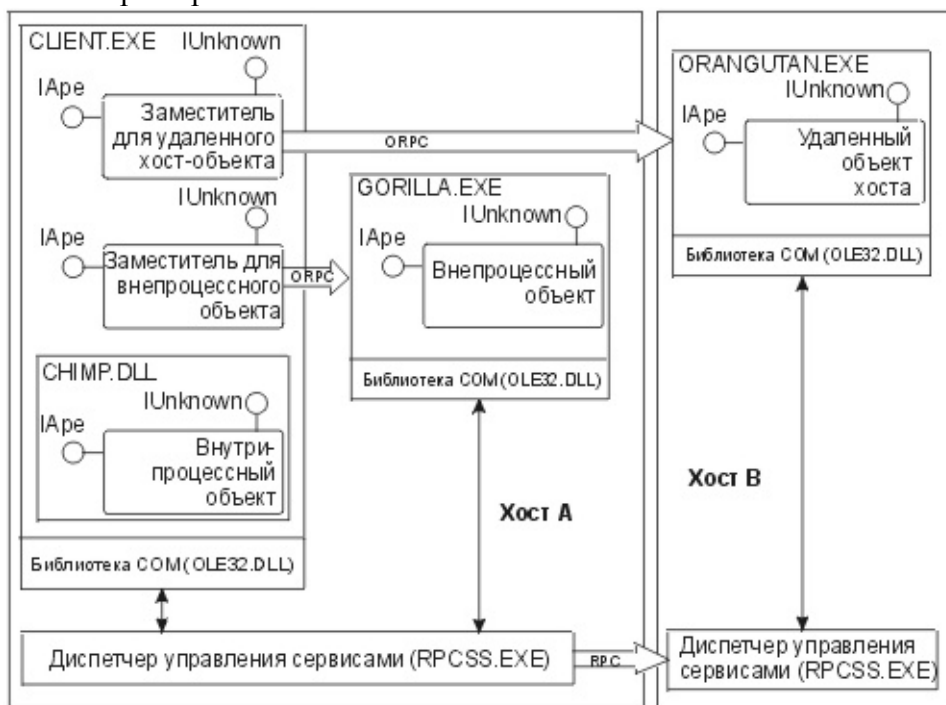 CLIENT.EXE
IUnknown
IApe
Заместитель
для удаленного
хост-объекта
ORPC
IUnknown
IApe
Заместитель для
внепроцессного
объекта
ORPC
CHIMP.DLL
IUnknown
IApe
Внутри-
процессный
объект
Библиотека COM(OLE32.DLL)
GORILLA.EXE
IUnknown
IApe
Внепроцессный
объект
Библиотека COM(OLE32.DLL)
Хост A
ORANGUTAN.EXE
IUnknown
IApe
Удаленный
объект
хоста
Библиотека COM(OLE32.DLL)
Хост B
Диспетчер управления сервисами (RPCSS.EXE)
RPC
Диспетчер управления
сервисами (RPCSS.EXE)